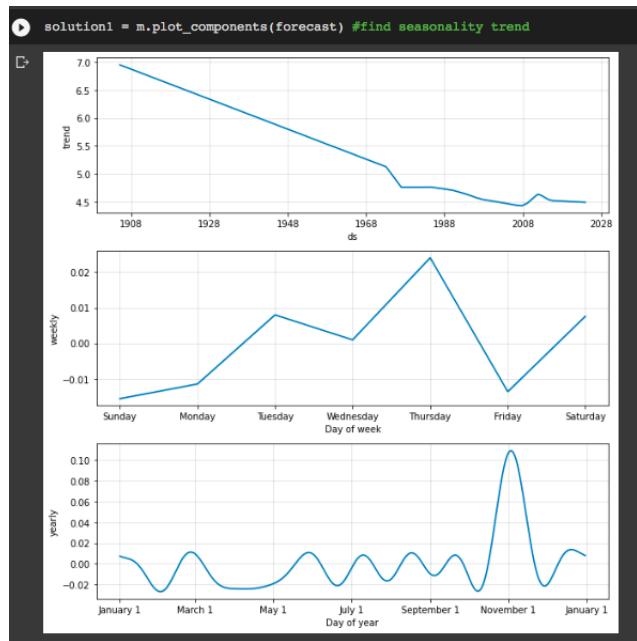 solution1 = m.plot_components(forecast) #find seasonality trend
7.0
6.5
6.0
5.5
5.0
4.5
trend
1908 1928 1948 1968 1988 2008 2028
ds
0.02
0.01
0.00
−0.01
weekly
Sunday Monday Tuesday Wednesday Thursday Friday Saturday
Day of week
0.10
0.08
0.06
0.04
0.02
0.00
−0.02
yearly
January 1 March 1 May 1 July 1 September 1 November 1 January 1
Day of year